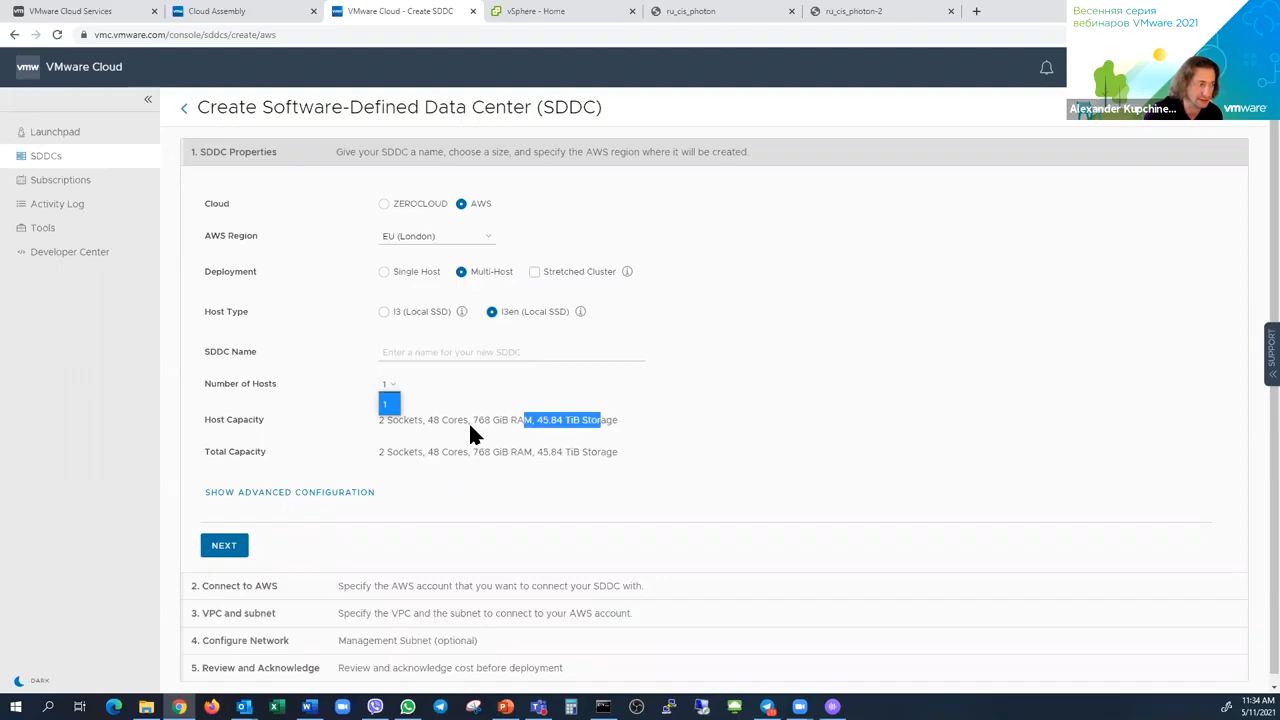 VMware Cloud Services
Cloud Assembly
VMware Cloud - Create SDDC
vSphere - Home
ru_cis_photon
ru_cis_photon-2
vmc.vmware.com/console/sddcs/create/aws
vmw VMware Cloud
Весенняя серия
вебинаров VMware 2021
Alexander Kupchine...
vmware
Launchpad
SDDCs
Subscriptions
Activity Log
Tools
Developer Center
DARK
Create Software-Defined Data Center (SDDC)
1. SDDC Properties Give your SDDC a name, choose a size, and specify the AWS region where it will be created.
Cloud ZEROCLOUD AWS
AWS Region EU (London)
Deployment Single Host Multi-Host Stretched Cluster
Host Type I3 (Local SSD) I3en (Local SSD)
SDDC Name Enter a name for your new SDDC
Number of Hosts 1
1
Host Capacity 2 Sockets, 48 Cores, 768 GiB RAM, 45.84 TiB Storage
Total Capacity 2 Sockets, 48 Cores, 768 GiB RAM, 45.84 TiB Storage
SHOW ADVANCED CONFIGURATION
NEXT
2. Connect to AWS Specify the AWS account that you want to connect your SDDC with.
3. VPC and subnet Specify the VPC and the subnet to connect to your AWS account.
4. Configure Network Management Subnet (optional)
5. Review and Acknowledge Review and acknowledge cost before deployment
SUPPORT
11:34 AM
5/11/2021